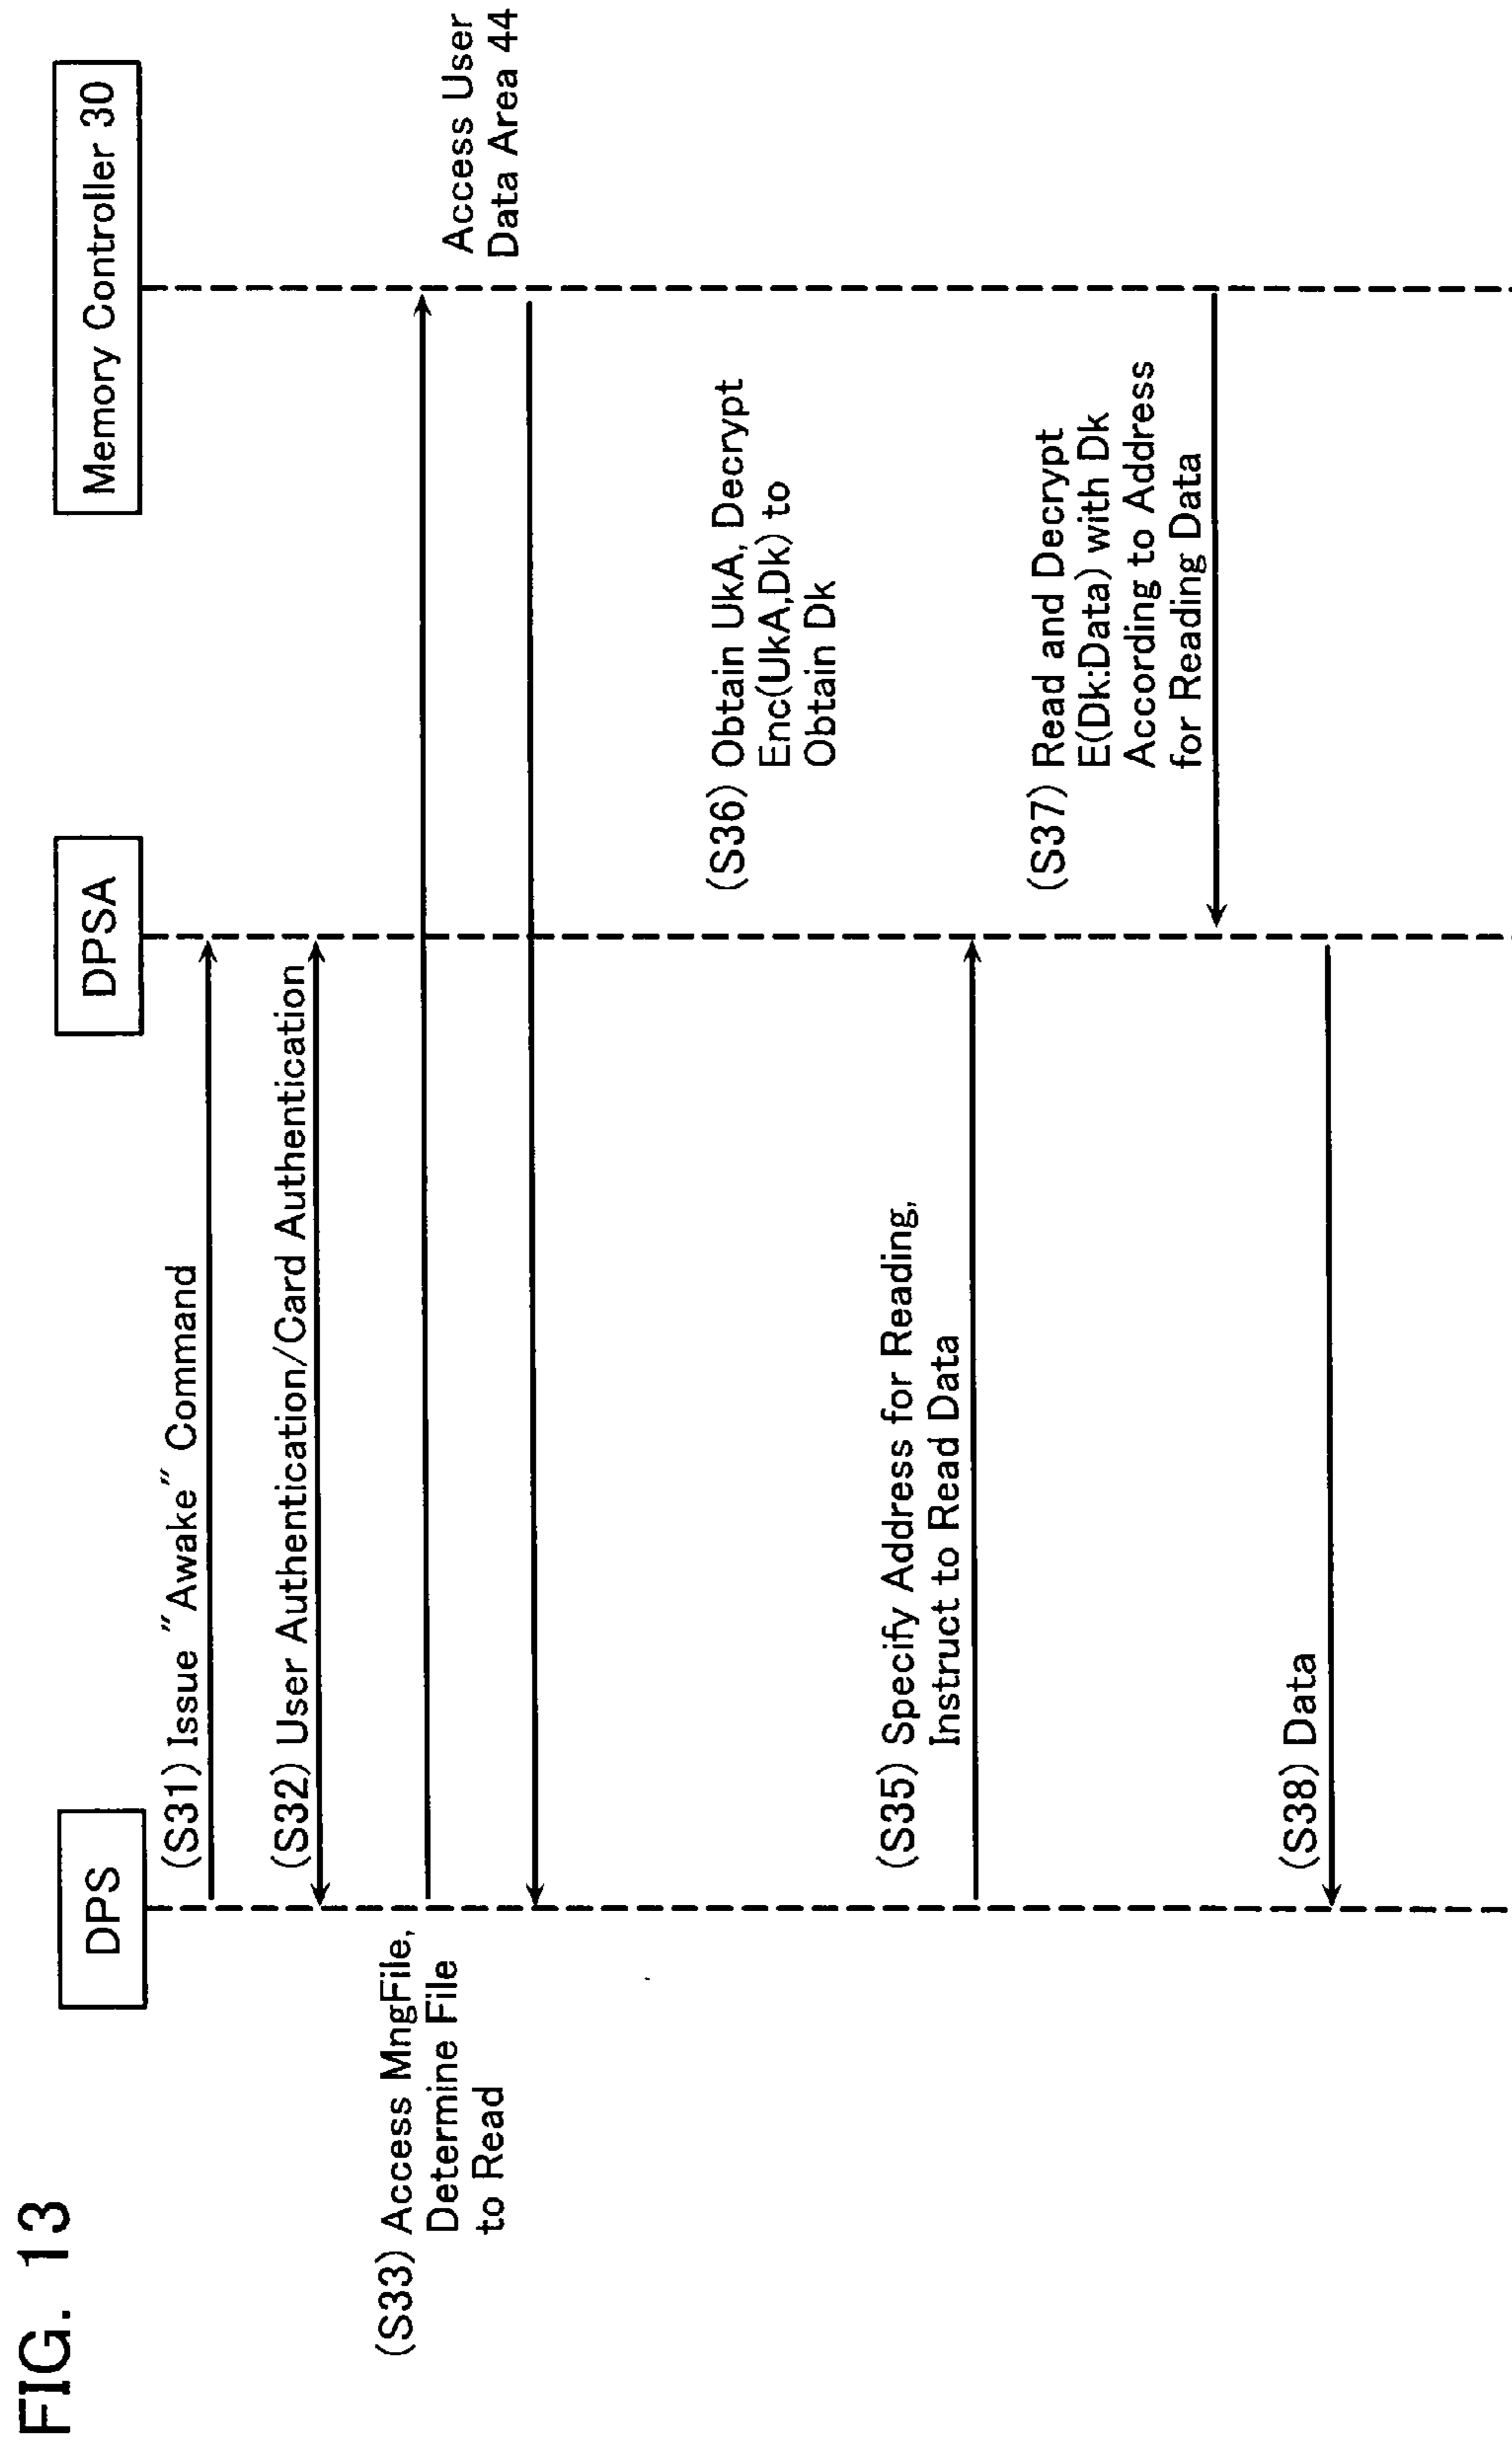 FIG. 13
DPS
DPSA
Memory Controller 30
(S31) Issue "Awake" Command
(S32) User Authentication/Card Authentication
(S33) Access MngFile,
Determine File
to Read
Access User
Data Area 44
(S36) Obtain UkA, Decrypt
Enc(UkA,Dk) to
Obtain Dk
(S35) Specify Address for Reading,
Instruct to Read Data
(S37) Read and Decrypt
E(Dk:Data) with Dk
According to Address
for Reading Data
(S38) Data